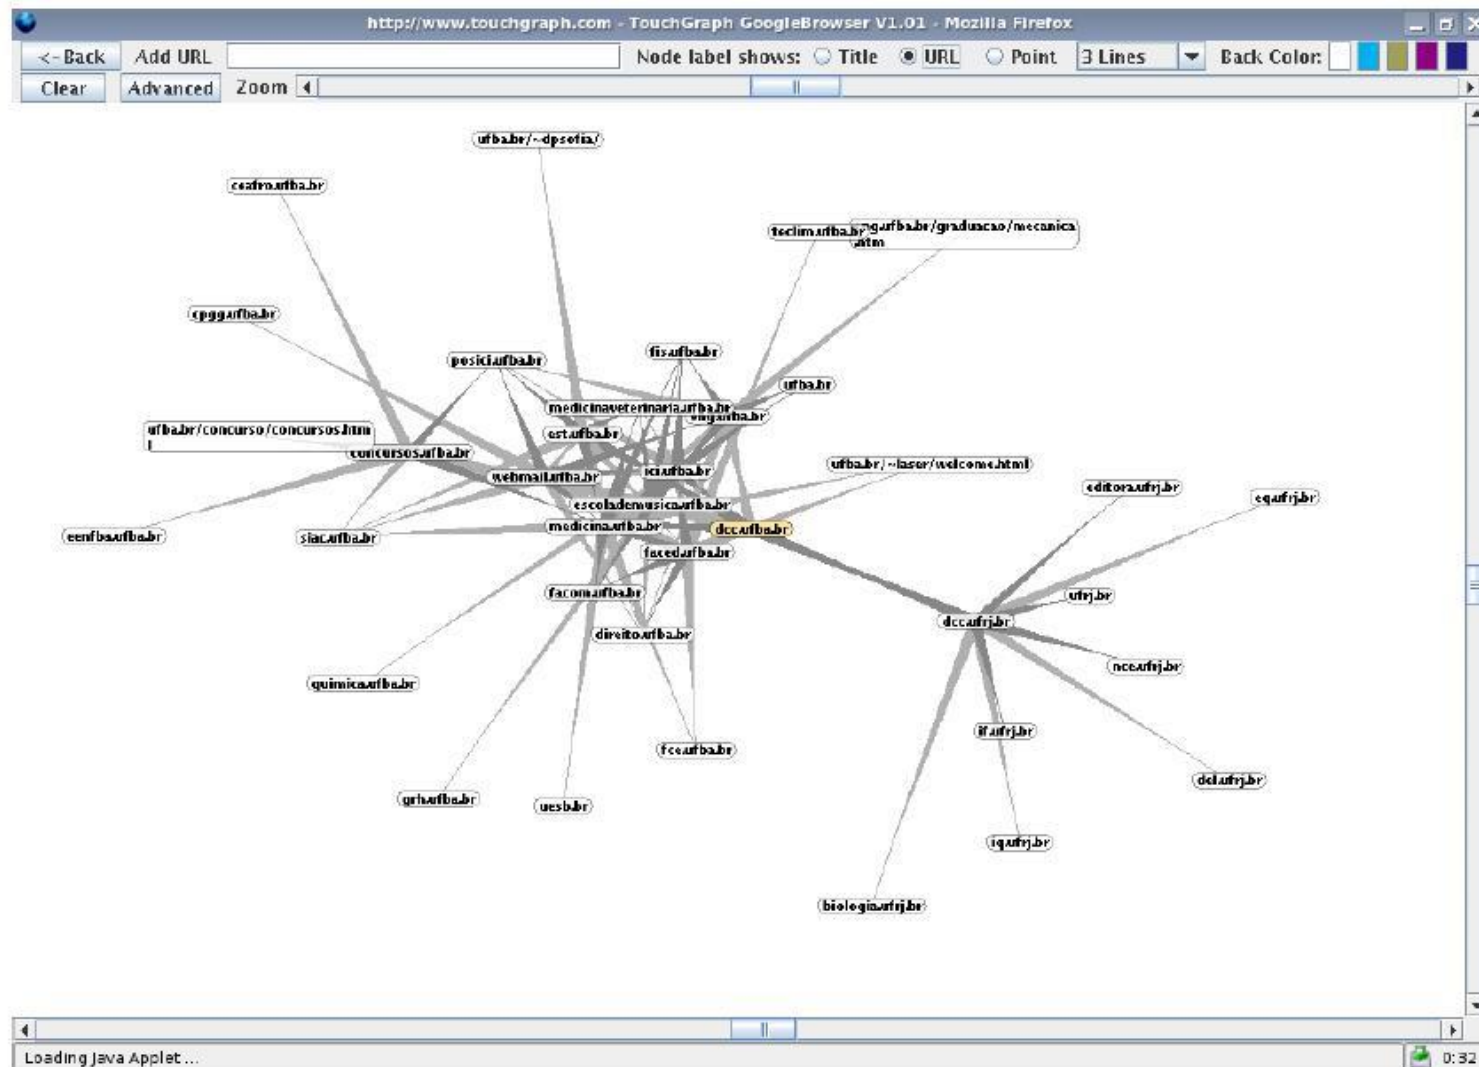 http://www.touchgraph.com - TouchGraph GoogleBrowser V1.01 - Mozilla Firefox
<-Back Add URL Node label shows: Title URL Point 3 Lines Back Color:
Clear Advanced Zoom
ufba.br/~dpsofia/
ceafro.ufba.br
teclim.ufba.br
ng.ufba.br/graduacao/mecanica
.htm
cpgg.ufba.br
posici.ufba.br
fis.ufba.br
ufba.br
medicinaveterinaria.ufba.br
eng.ufba.br
ufba.br/concurso/concursos.htm
l
est.ufba.br
concursos.ufba.br
webmail.ufba.br
ici.ufba.br
ufba.br/~laser/welcome.html
escolademusica.ufba.br
editora.ufrj.br
eq.ufrj.br
eenfba.ufba.br
siac.ufba.br
medicina.ufba.br
dcc.ufba.br
faced.ufba.br
facom.ufba.br
ufrj.br
direito.ufba.br
dcc.ufrj.br
nce.ufrj.br
quimica.ufba.br
if.ufrj.br
fce.ufba.br
del.ufrj.br
grh.ufba.br
uesb.br
iq.ufrj.br
biologia.ufrj.br
Loading Java Applet ...
0:32